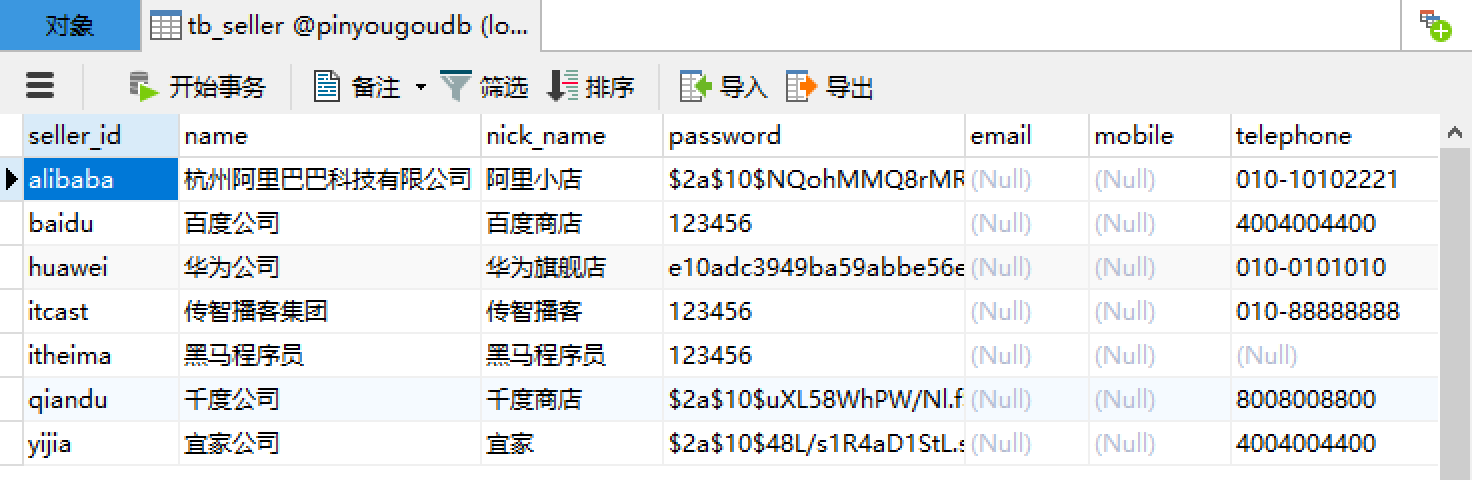 对象 tb_seller @pinyougoudb (lo...
开始事务 备注 筛选 排序 导入 导出
seller_id name nick_name password email mobile telephone
alibaba 杭州阿里巴巴科技有限公司 阿里小店 $2a$10$NQohMMQ8rMR (Null) (Null) 010-10102221
baidu 百度公司 百度商店 123456 (Null) (Null) 4004004400
huawei 华为公司 华为旗舰店 e10adc3949ba59abbe56e (Null) (Null) 010-0101010
itcast 传智播客集团 传智播客 123456 (Null) (Null) 010-88888888
itheima 黑马程序员 黑马程序员 123456 (Null) (Null) (Null)
qiandu 千度公司 千度商店 $2a$10$uXL58WhPW/Nl.f (Null) (Null) 8008008800
yijia 宜家公司 宜家 $2a$10$48L/s1R4aD1StL.s (Null) (Null) 4004004400